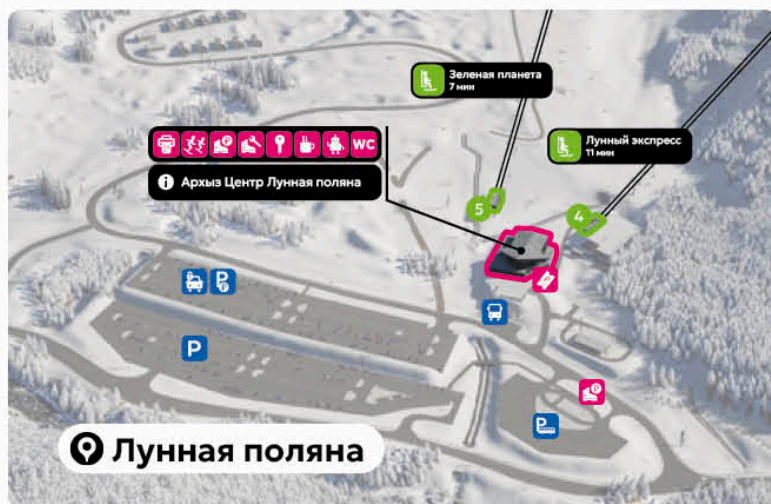 Зеленая планета
7 мин
Лунный экспресс
11 мин
WC
Архыз Центр Лунная поляна
5
4
P
P
P
Лунная поляна